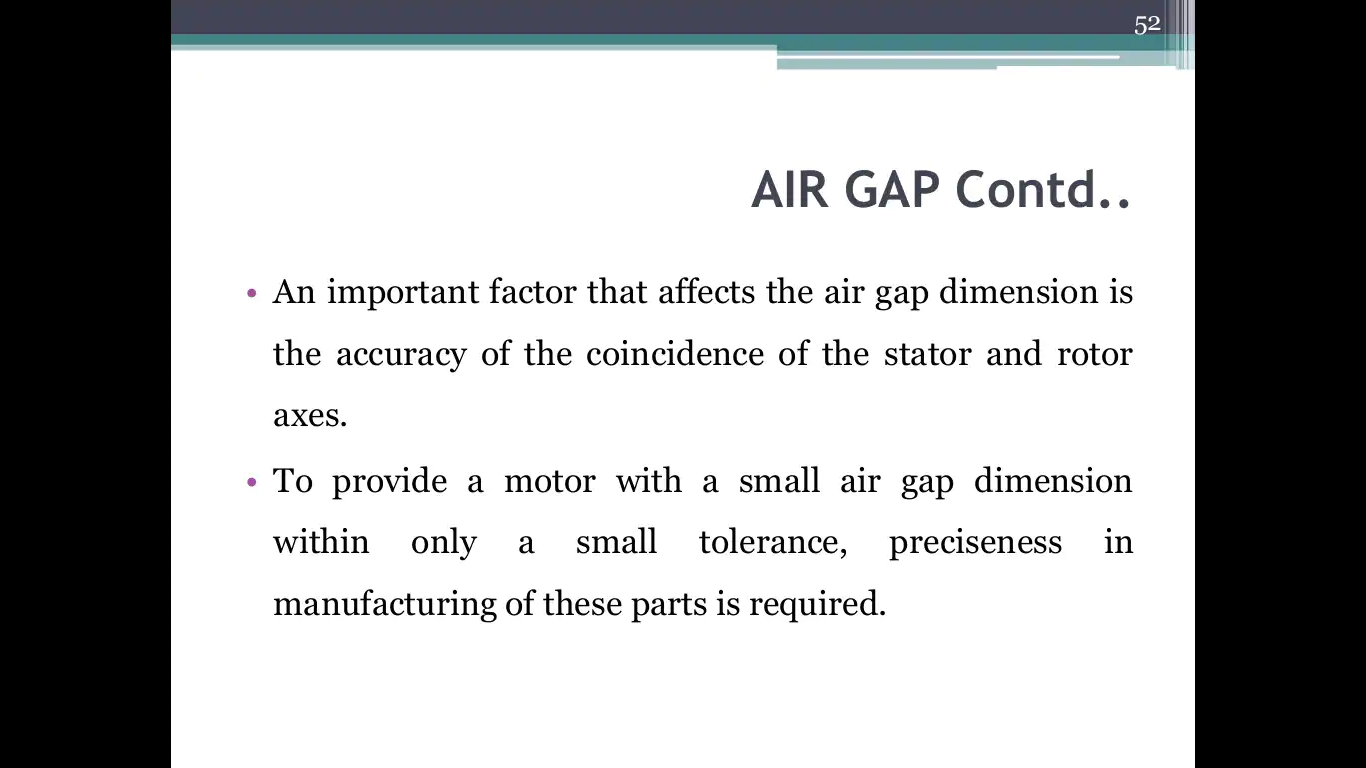 52
AIR GAP Contd..
• An important factor that affects the air gap dimension is
the accuracy of the coincidence of the stator and rotor
axes.
• To provide a motor with a small air gap dimension
within only a small tolerance, preciseness in
manufacturing of these parts is required.